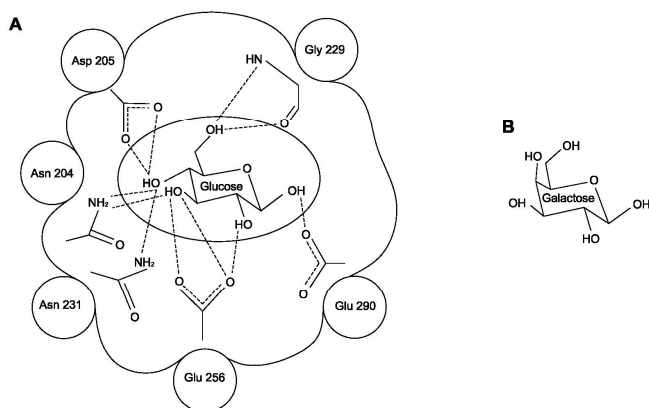 A
Asp 205
Gly 229
HN
O
O
OH
O
Asn 204
HO
HO
Glucose
O
OH
HO
NH₂
O
NH₂
O
O
O
O
O
Asn 231
Glu 256
Glu 290
B
OH
HO
O
Galactose
OH
OH
HO